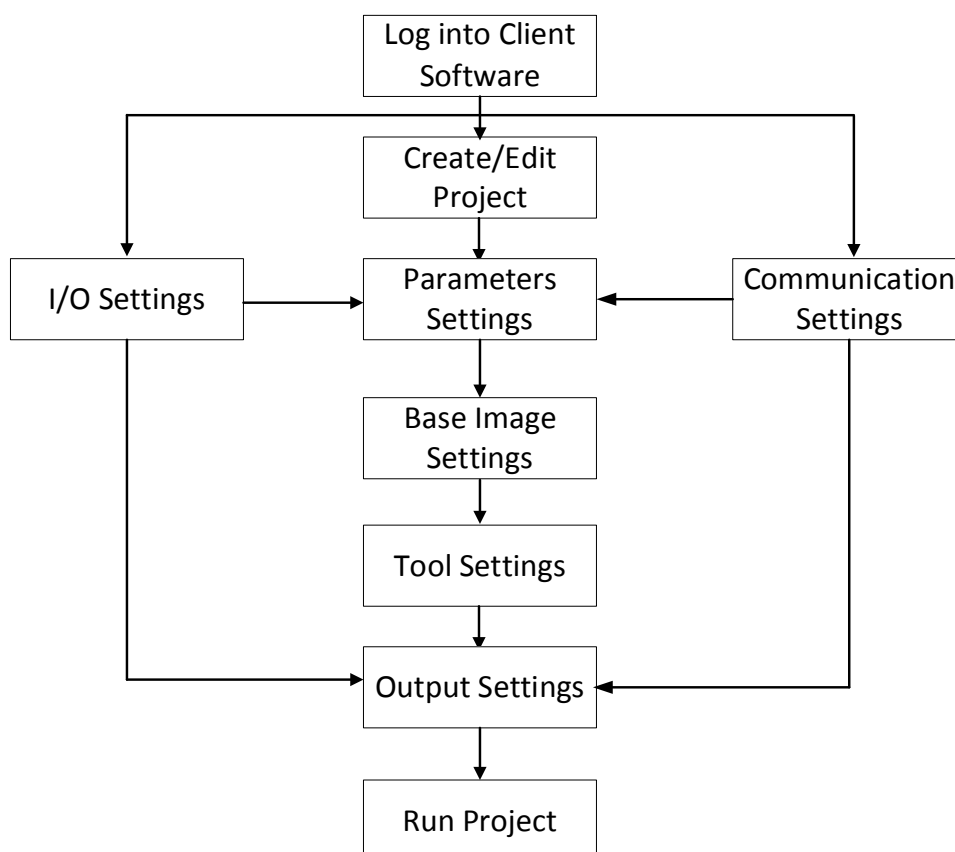 Log into Client
Software
Create/Edit
Project
I/O Settings
Parameters
Settings
Communication
Settings
Base Image
Settings
Tool Settings
Output Settings
Run Project